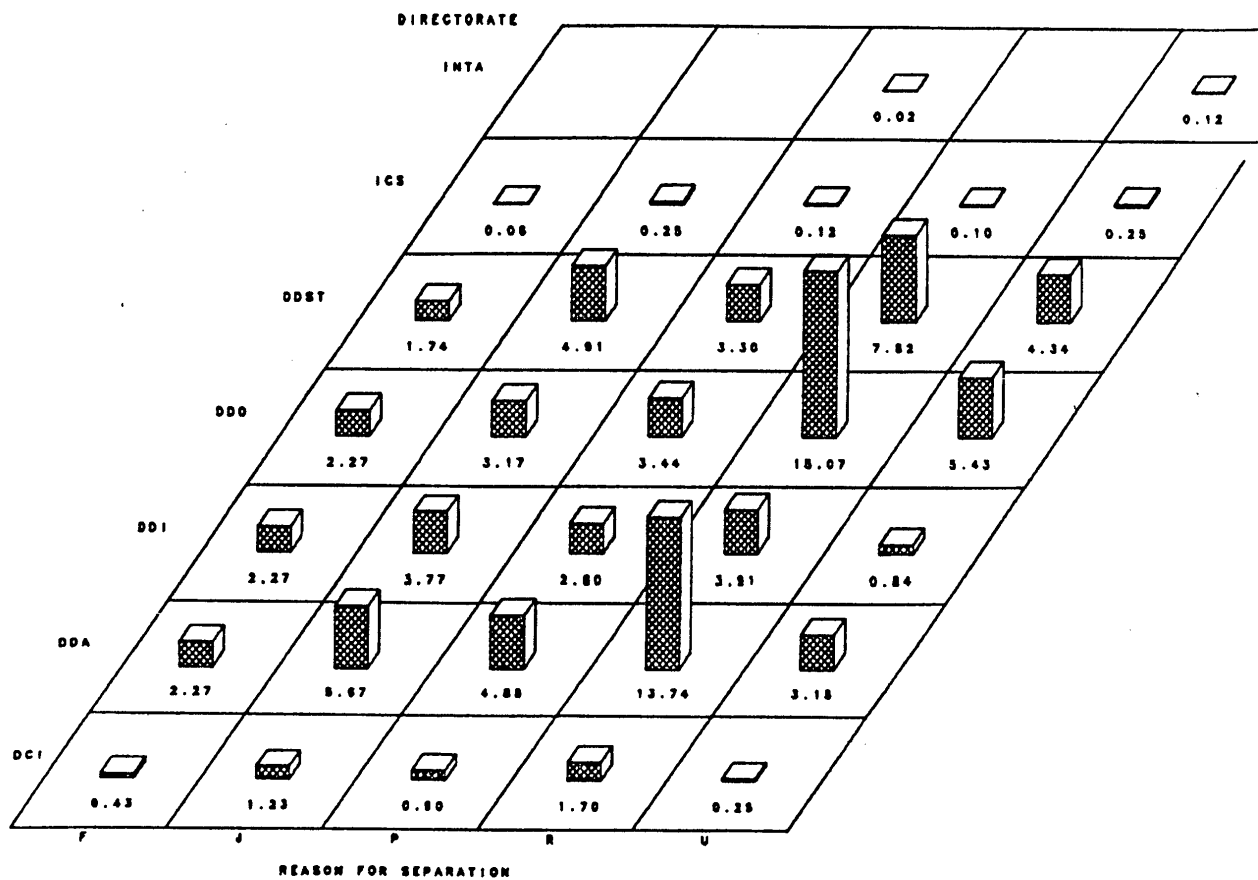 DIRECTORATE
INTA
0.02 0.12
ICS
0.06 0.25 0.12 0.10 0.25
DDST
1.74 4.91 3.30 7.82 4.34
DDO
2.27 3.17 3.44 15.07 5.43
DDI
2.27 3.77 2.60 3.91 0.84
DDA
2.27 5.67 4.88 13.74 3.15
DCI
0.43 1.23 0.90 1.70 0.25
F J P R U
REASON FOR SEPARATION